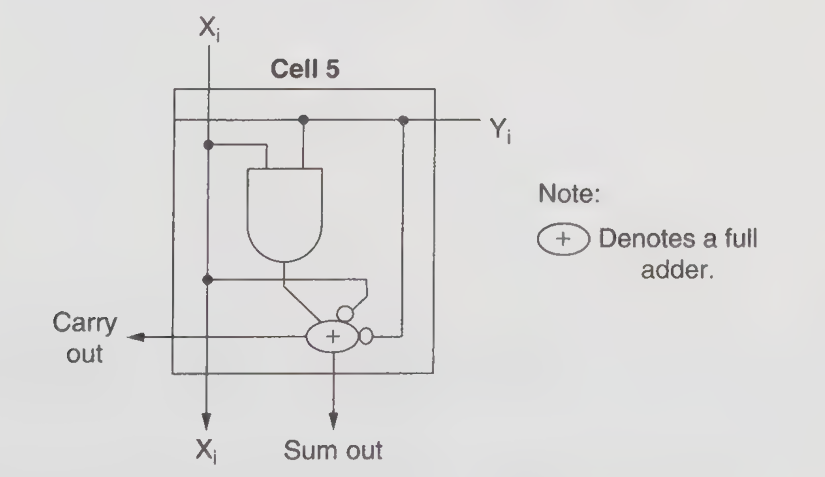 Xᵢ
Cell 5
Yᵢ
Note:
+ Denotes a full
adder.
Carry
out
+
Xᵢ
Sum out